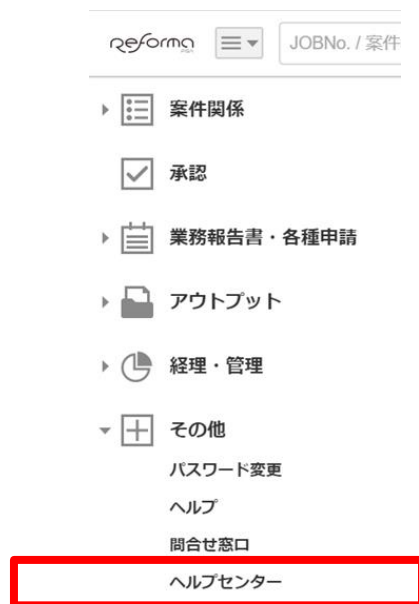 Reforma PSA
JOBNo. / 案件
案件関係
承認
業務報告書・各種申請
アウトプット
経理・管理
その他
パスワード変更
ヘルプ
問合せ窓口
ヘルプセンター